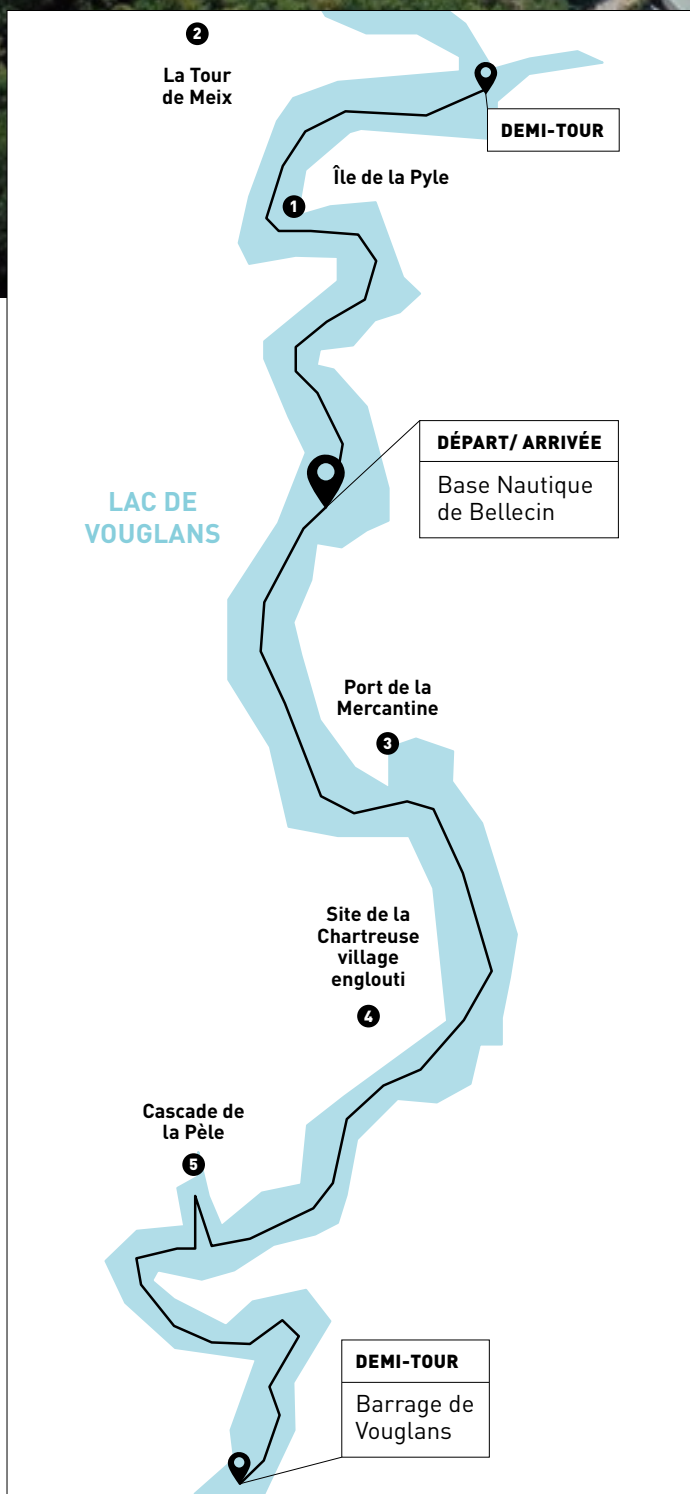 2
La Tour
de Meix
DEMI-TOUR
Île de la Pyle
1
DÉPART/ ARRIVÉE
Base Nautique
de Bellecin
LAC DE
VOUGLANS
Port de la
Mercantine
3
Site de la
Chartreuse
village
englouti
4
Cascade de
la Pèle
5
DEMI-TOUR
Barrage de
Vouglans